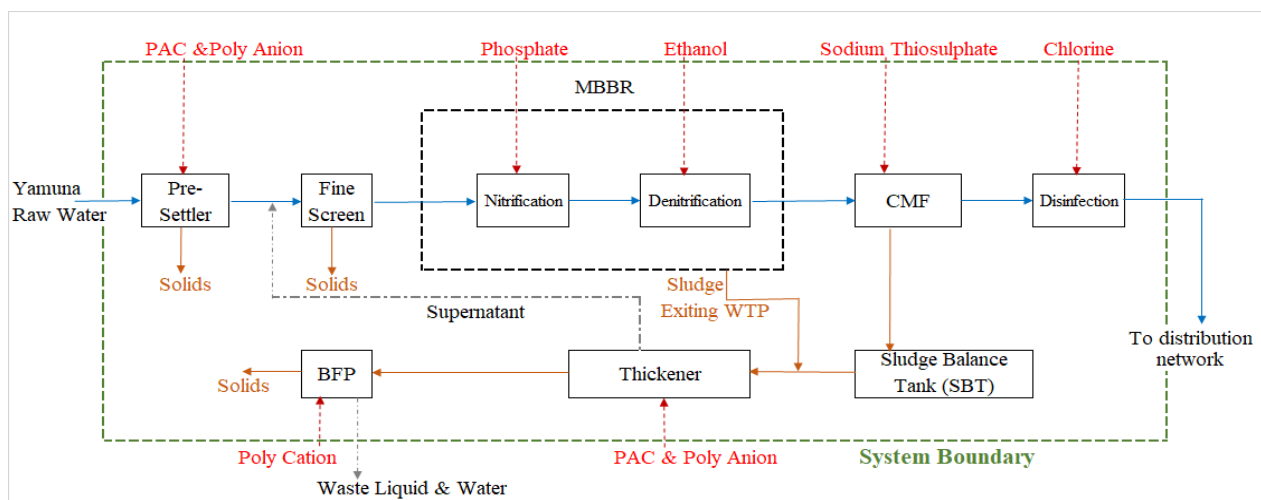 PAC &Poly Anion
Phosphate
Ethanol
Sodium Thiosulphate
Chlorine
MBBR
Yamuna
Raw Water
Pre-
Settler
Fine
Screen
Nitrification
Denitrification
CMF
Disinfection
Solids
Solids
Sludge
Exiting WTP
Supernatant
To distribution
network
Solids
BFP
Thickener
Sludge Balance
Tank (SBT)
Poly Cation
PAC & Poly Anion
System Boundary
Waste Liquid & Water